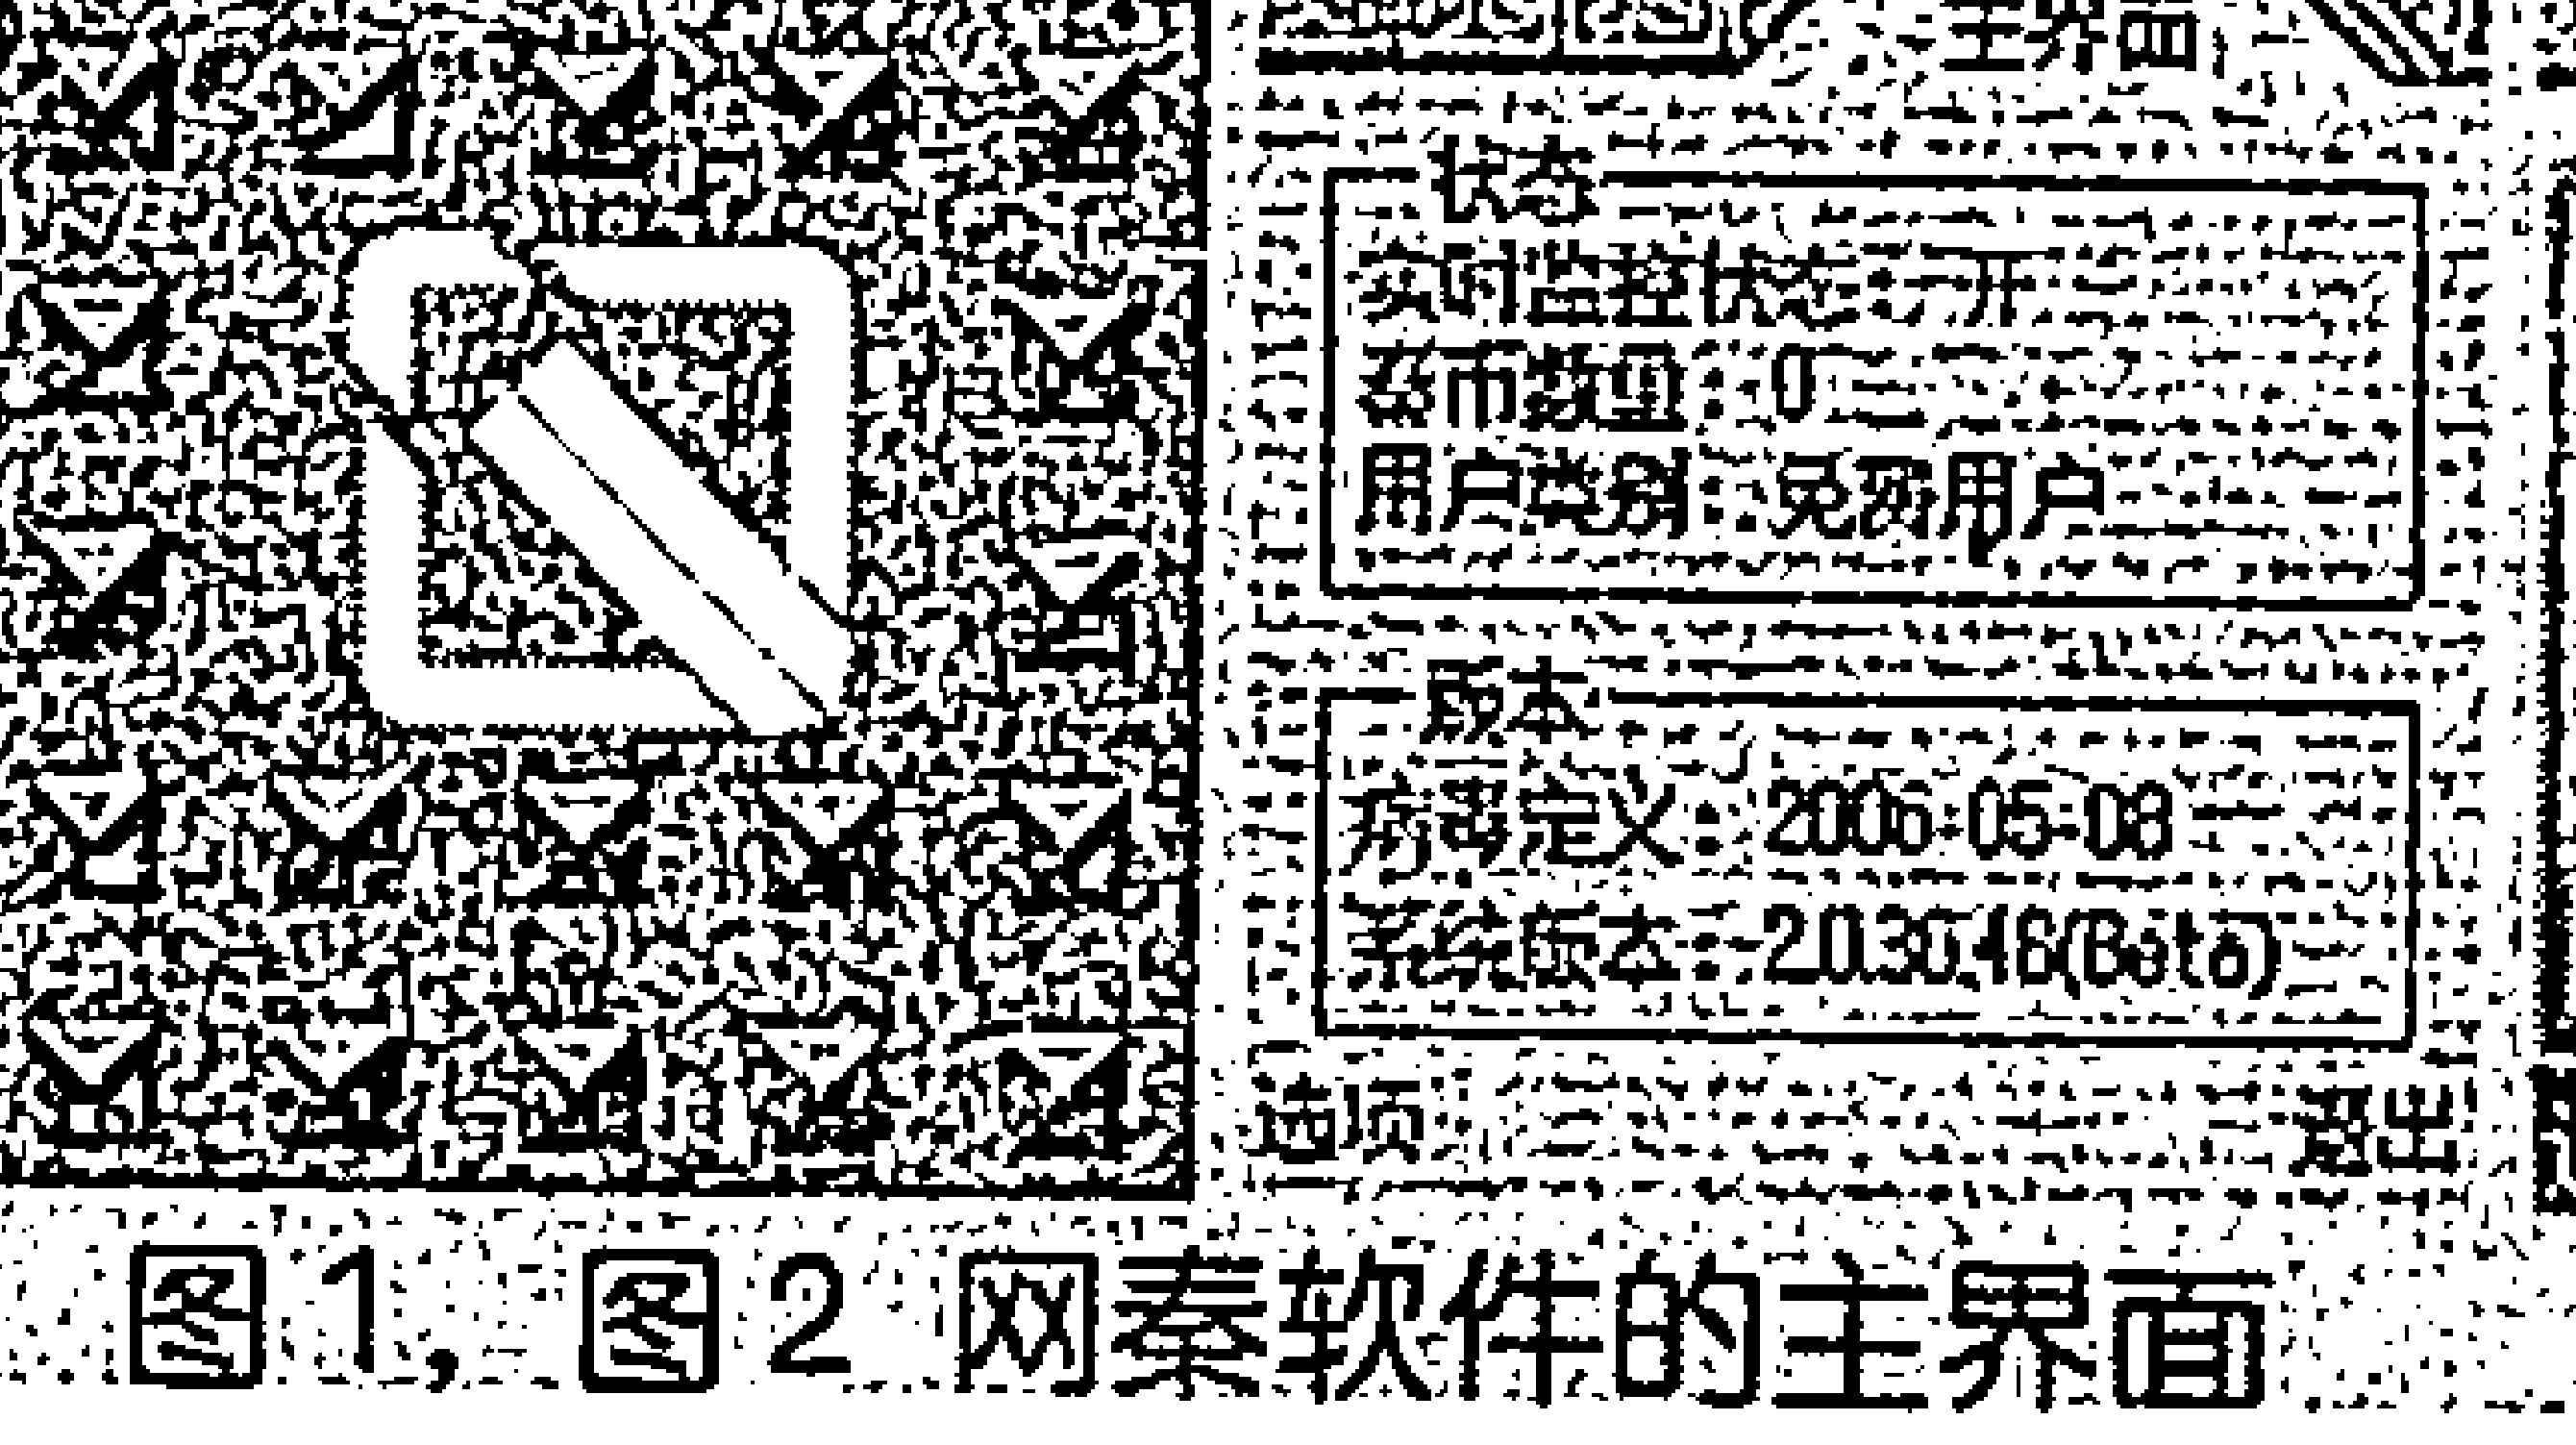 主界面
状态
实时监控状态: 开
病毒数量: 0
用户类别: 免费用户
版本
病毒定义: 2006-05-08
系统版本: 2.0.30.46(Beta)
选项 退出
图 1, 图 2 网秦软件的主界面